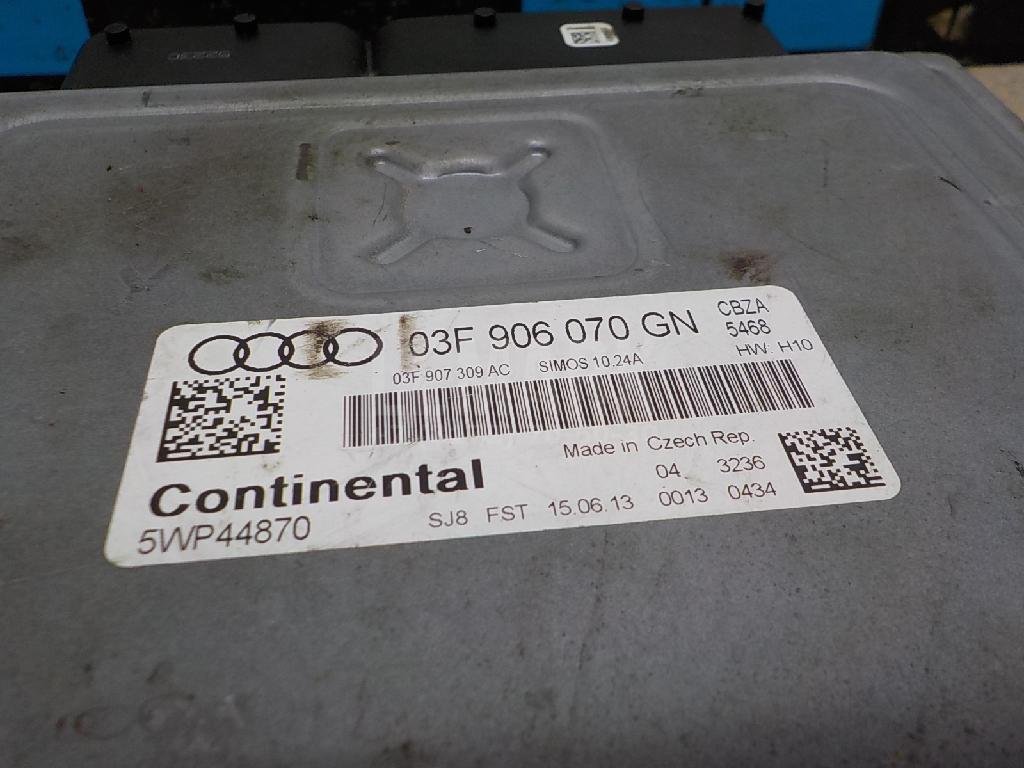 03F 906 070 GN
CBZA
5468
03F 907 309 AC SIMOS 10.24A
HW: H10
Continental
Made in Czech Rep.
04 3236
5WP44870
SJ8 FST 15.06.13 0013 0434